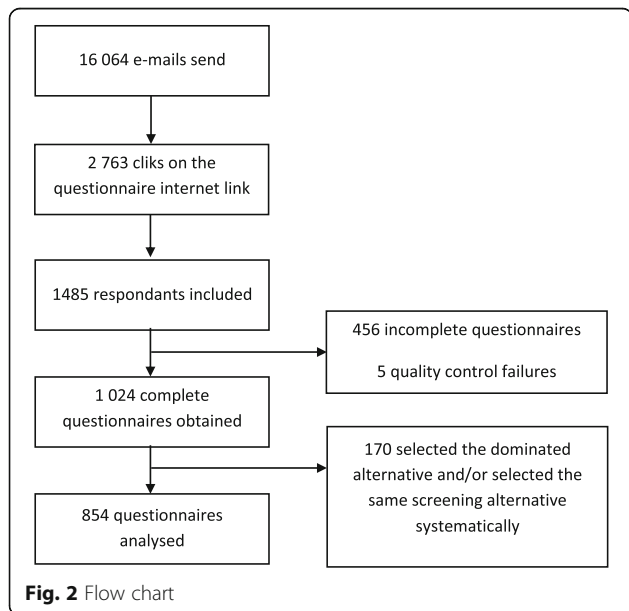 16 064 e-mails send
2 763 cliks on the
questionnaire internet link
1485 respondants included
456 incomplete questionnaires
5 quality control failures
1 024 complete
questionnaires obtained
170 selected the dominated
alternative and/or selected the
same screening alternative
systematically
854 questionnaires
analysed
Fig. 2 Flow chart